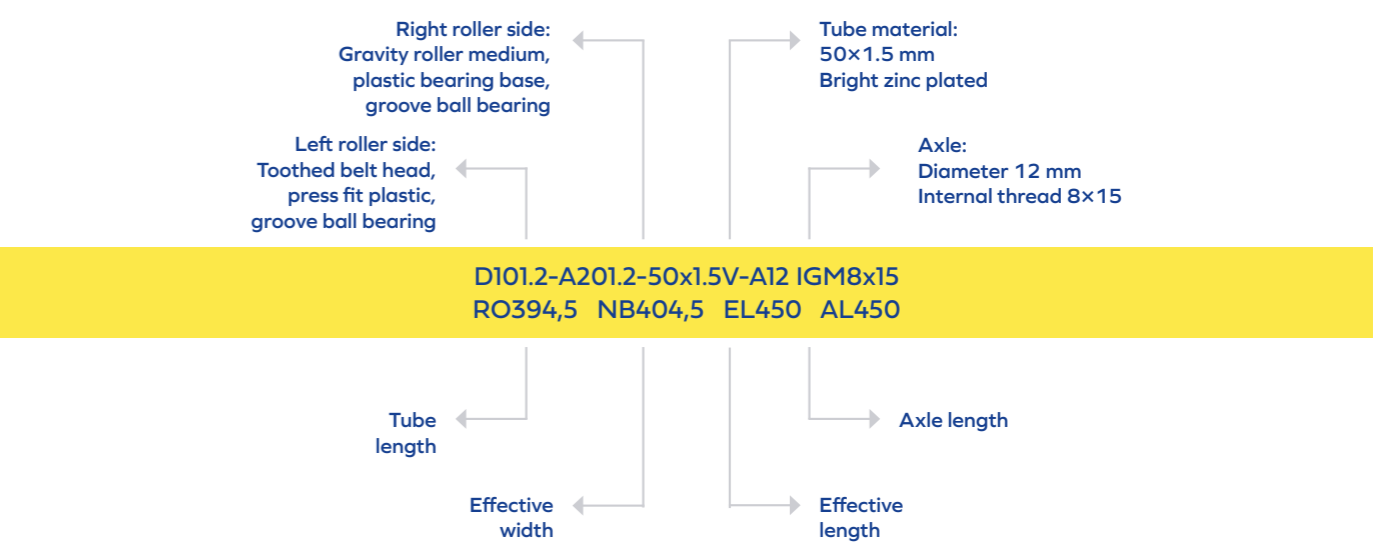 Right roller side:
Gravity roller medium,
plastic bearing base,
groove ball bearing
Tube material:
50×1.5 mm
Bright zinc plated
Left roller side:
Toothed belt head,
press fit plastic,
groove ball bearing
Axle:
Diameter 12 mm
Internal thread 8×15
D101.2-A201.2-50x1.5V-A12 IGM8x15
RO394,5 NB404,5 EL450 AL450
Tube
length
Axle length
Effective
width
Effective
length